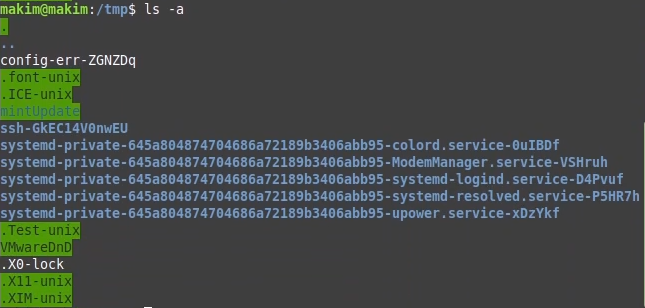 makim@makim:/tmp$ ls -a
.
..
config-err-ZGNZDq
.font-unix
.ICE-unix
mintUpdate
ssh-GkEC14V0nwEU
systemd-private-645a804874704686a72189b3406abb95-colord.service-0uIBDf
systemd-private-645a804874704686a72189b3406abb95-ModemManager.service-VSHruh
systemd-private-645a804874704686a72189b3406abb95-systemd-logind.service-D4Pvuf
systemd-private-645a804874704686a72189b3406abb95-systemd-resolved.service-P5HR7h
systemd-private-645a804874704686a72189b3406abb95-upower.service-xDzYkf
.Test-unix
VMwareDnD
.X0-lock
.X11-unix
.XIM-unix